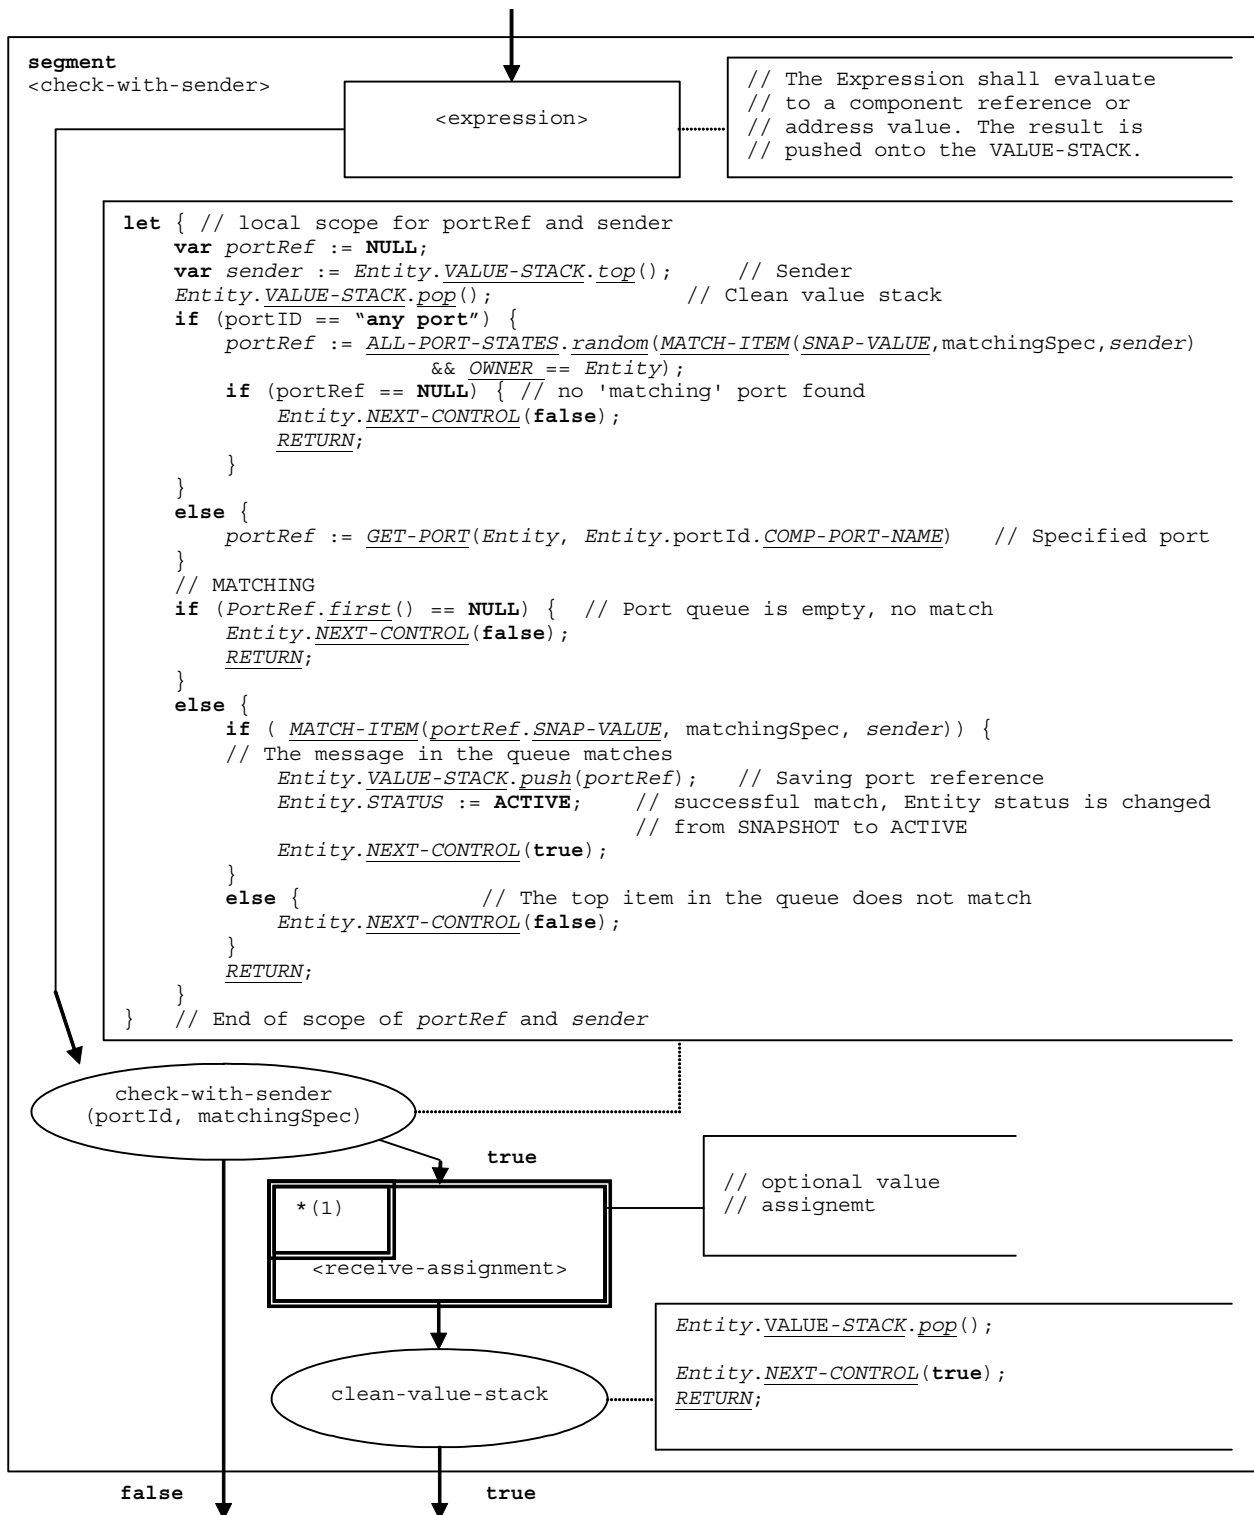 segment
<check-with-sender>
<expression>
// The Expression shall evaluate
// to a component reference or
// address value. The result is
// pushed onto the VALUE-STACK.
let { // local scope for portRef and sender
var portRef := NULL;
var sender := Entity.VALUE-STACK.top(); // Sender
Entity.VALUE-STACK.pop(); // Clean value stack
if (portID == “any port”) {
portRef := ALL-PORT-STATES.random(MATCH-ITEM(SNAP-VALUE,matchingSpec,sender)
&& OWNER == Entity);
if (portRef == NULL) { // no 'matching' port found
Entity.NEXT-CONTROL(false);
RETURN;
}
}
else {
portRef := GET-PORT(Entity, Entity.portId.COMP-PORT-NAME) // Specified port
}
// MATCHING
if (PortRef.first() == NULL) { // Port queue is empty, no match
Entity.NEXT-CONTROL(false);
RETURN;
}
else {
if ( MATCH-ITEM(portRef.SNAP-VALUE, matchingSpec, sender)) {
// The message in the queue matches
Entity.VALUE-STACK.push(portRef); // Saving port reference
Entity.STATUS := ACTIVE; // successful match, Entity status is changed
// from SNAPSHOT to ACTIVE
Entity.NEXT-CONTROL(true);
}
else { // The top item in the queue does not match
Entity.NEXT-CONTROL(false);
}
RETURN;
}
} // End of scope of portRef and sender
check-with-sender
(portId, matchingSpec)
true
*(1)
<receive-assignment>
// optional value
// assignemt
clean-value-stack
Entity.VALUE-STACK.pop();
Entity.NEXT-CONTROL(true);
RETURN;
false
true